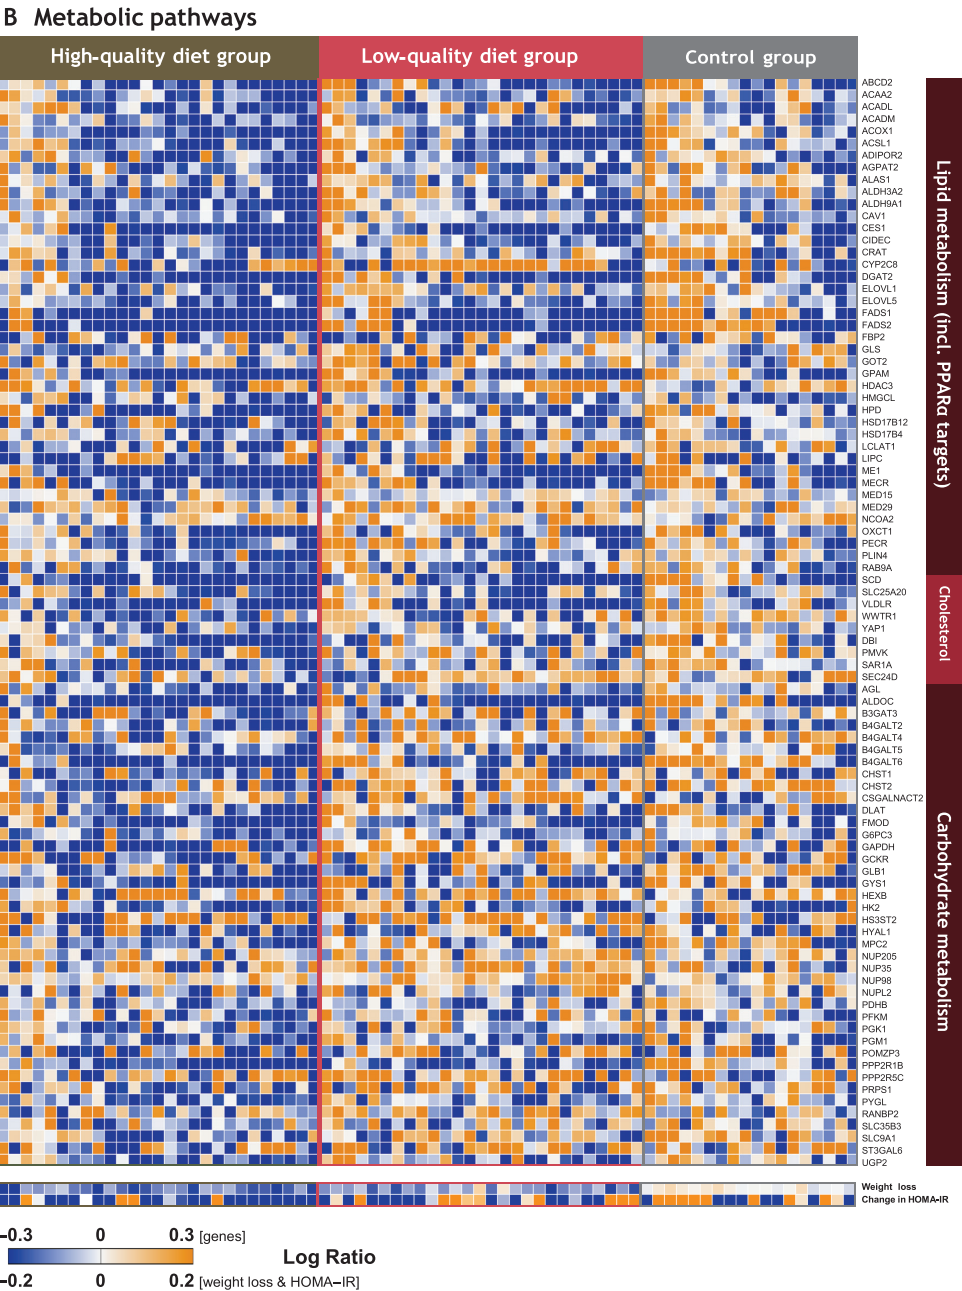 B Metabolic pathways
High-quality diet group
Low-quality diet group
Control group
ABCD2
ACAA2
ACADL
ACADM
ACOX1
ACSL1
ADIPOR2
AGPAT2
ALAS1
ALDH3A2
ALDH9A1
CAV1
CES1
CIDEC
CRAT
CYP2C8
DGAT2
ELOVL1
ELOVL5
FADS1
FADS2
FBP2
GLS
GOT2
GPAM
HDAC3
HMGCL
HPD
HSD17B12
HSD17B4
LCLAT1
LIPC
ME1
MECR
MED15
MED29
NCOA2
OXCT1
PECR
PLIN4
RAB9A
SCD
SLC25A20
VLDLR
WWTR1
YAP1
DBI
PMVK
SAR1A
SEC24D
AGL
ALDOC
B3GAT3
B4GALT2
B4GALT4
B4GALT5
B4GALT6
CHST1
CHST2
CSGALNACT2
DLAT
FMOD
G6PC3
GAPDH
GCKR
GLB1
GYS1
HEXB
HK2
HS3ST2
HYAL1
MPC2
NUP205
NUP35
NUP98
NUPL2
PDHB
PFKM
PGK1
PGM1
POMZP3
PPP2R1B
PPP2R5C
PRPS1
PYGL
RANBP2
SLC35B3
SLC9A1
ST3GAL6
UGP2
Lipid metabolism (incl. PPARα targets)
Cholesterol
Carbohydrate metabolism
Weight loss
Change in HOMA–IR
–0.3 0 0.3 [genes]
Log Ratio
–0.2 0 0.2 [weight loss & HOMA–IR]